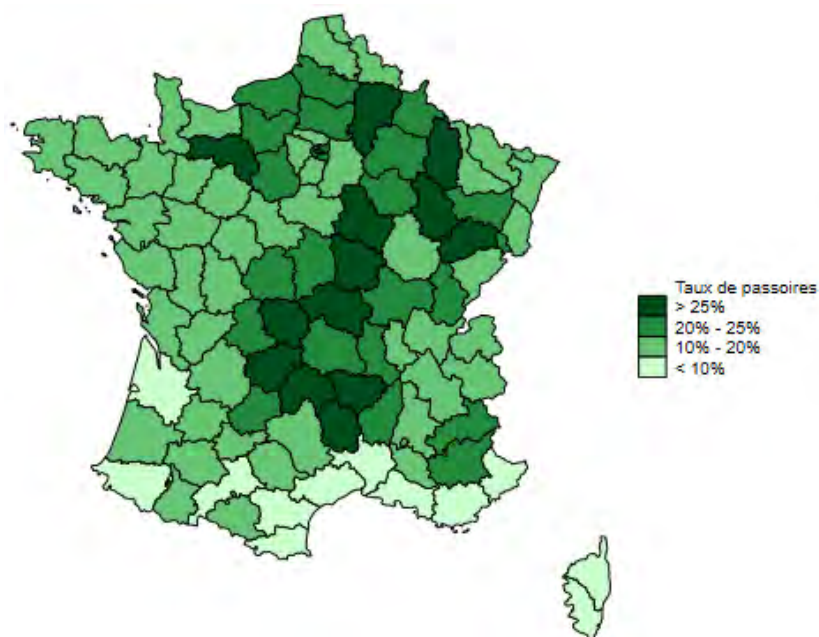 Taux de passoires
> 25%
20% - 25%
10% - 20%
< 10%